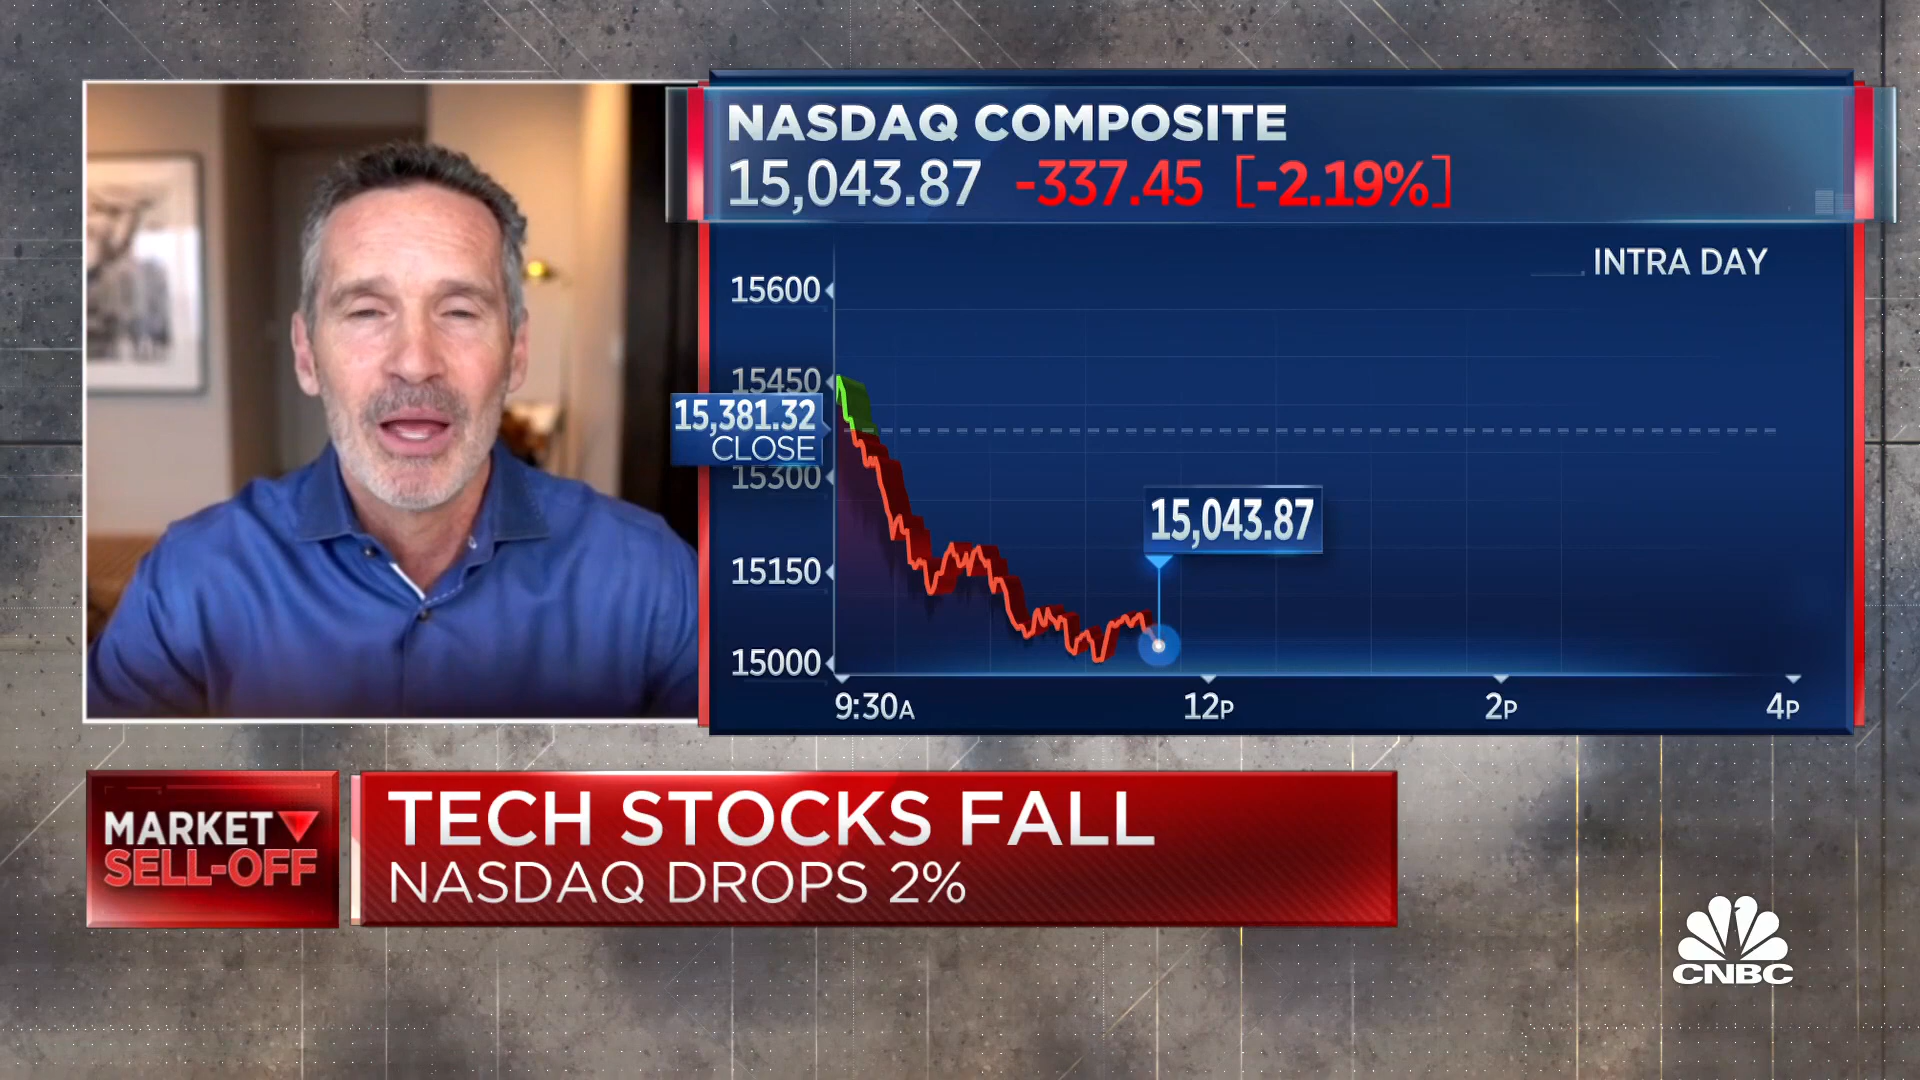 NASDAQ COMPOSITE
15,043.87 -337.45 [-2.19%]
INTRA DAY
15600
15450
15,381.32
CLOSE
15300
15,043.87
15150
15000
9:30A 12P 2P 4P
MARKET
SELL-OFF
TECH STOCKS FALL
NASDAQ DROPS 2%
CNBC